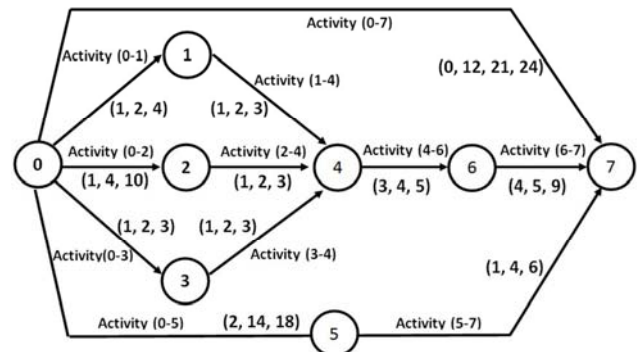 Activity (0-7)
Activity (0-1)
1
Activity (1-4)
(0, 12, 21, 24)
(1, 2, 4)
(1, 2, 3)
0
Activity (0-2)
2
Activity (2-4)
4
Activity (4-6)
6
Activity (6-7)
7
(1, 4, 10)
(1, 2, 3)
(3, 4, 5)
(4, 5, 9)
(1, 2, 3)
(1, 2, 3)
Activity(0-3)
3
Activity (3-4)
(1, 4, 6)
Activity (0-5)
(2, 14, 18)
5
Activity (5-7)